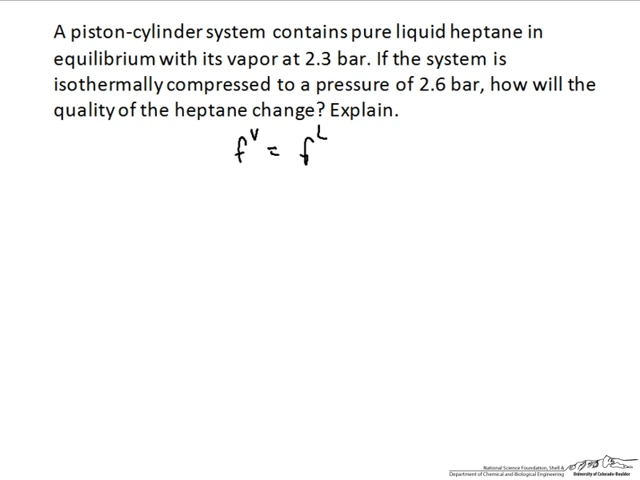 A piston-cylinder system contains pure liquid heptane in
equilibrium with its vapor at 2.3 bar. If the system is
isothermally compressed to a pressure of 2.6 bar, how will the
quality of the heptane change? Explain.
f^V = f^L
National Science Foundation, Shell &
Department of Chemical and Biological Engineering
University of Colorado Boulder